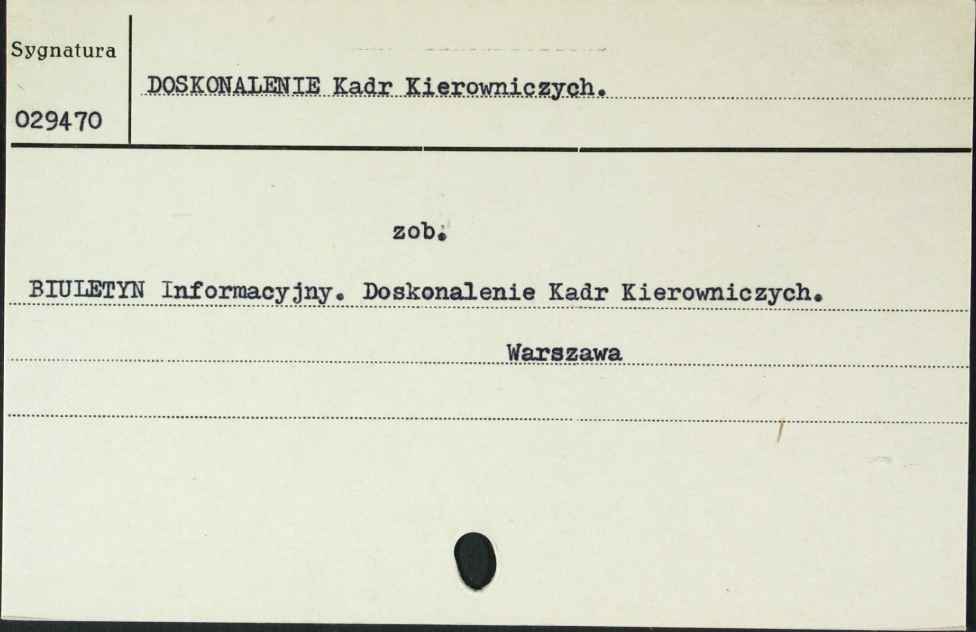 Sygnatura
DOSKONALENIE Kadr Kierowniczych.
029470
zob.
BIULETYN Informacyjny. Doskonalenie Kadr Kierowniczych.
Warszawa